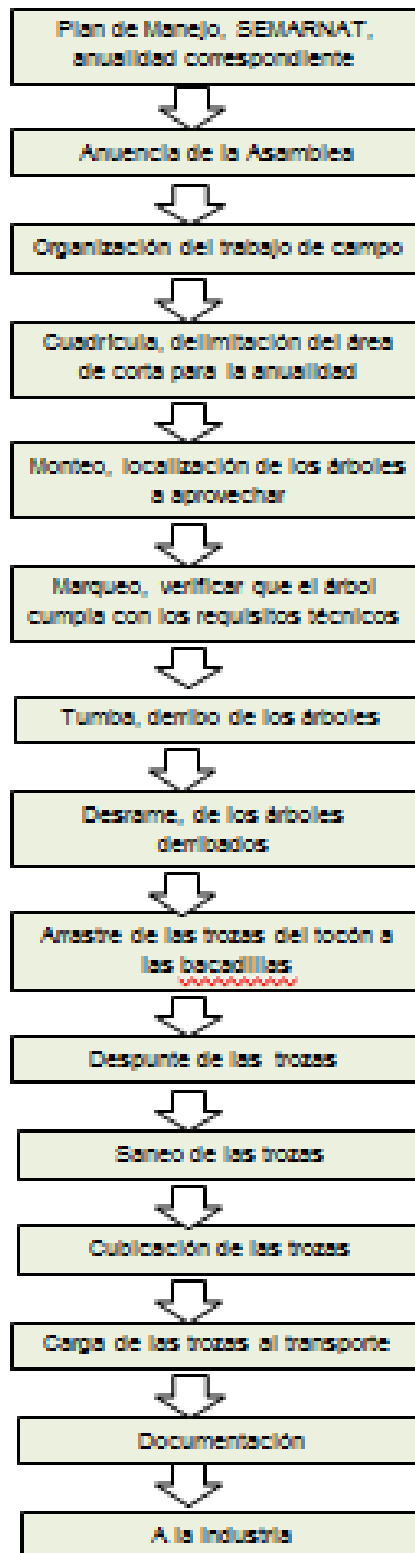 Plan de Manejo, SEMARNAT,
anualidad correspondiente
Anuencia de la Asamblea
Organización del trabajo de campo
Cuadrícula, delimitación del área
de corta para la anualidad
Monteo, localización de los árboles
a aprovechar
Marqueo, verificar que el árbol
cumpla con los requisitos técnicos
Tumba, derribo de los árboles
Desrame, de los árboles
derribados
Arrastre de las trozas del tocón a
las bacadillas
Despunte de las trozas
Saneo de las trozas
Cubicación de las trozas
Carga de las trozas al transporte
Documentación
A la Industria